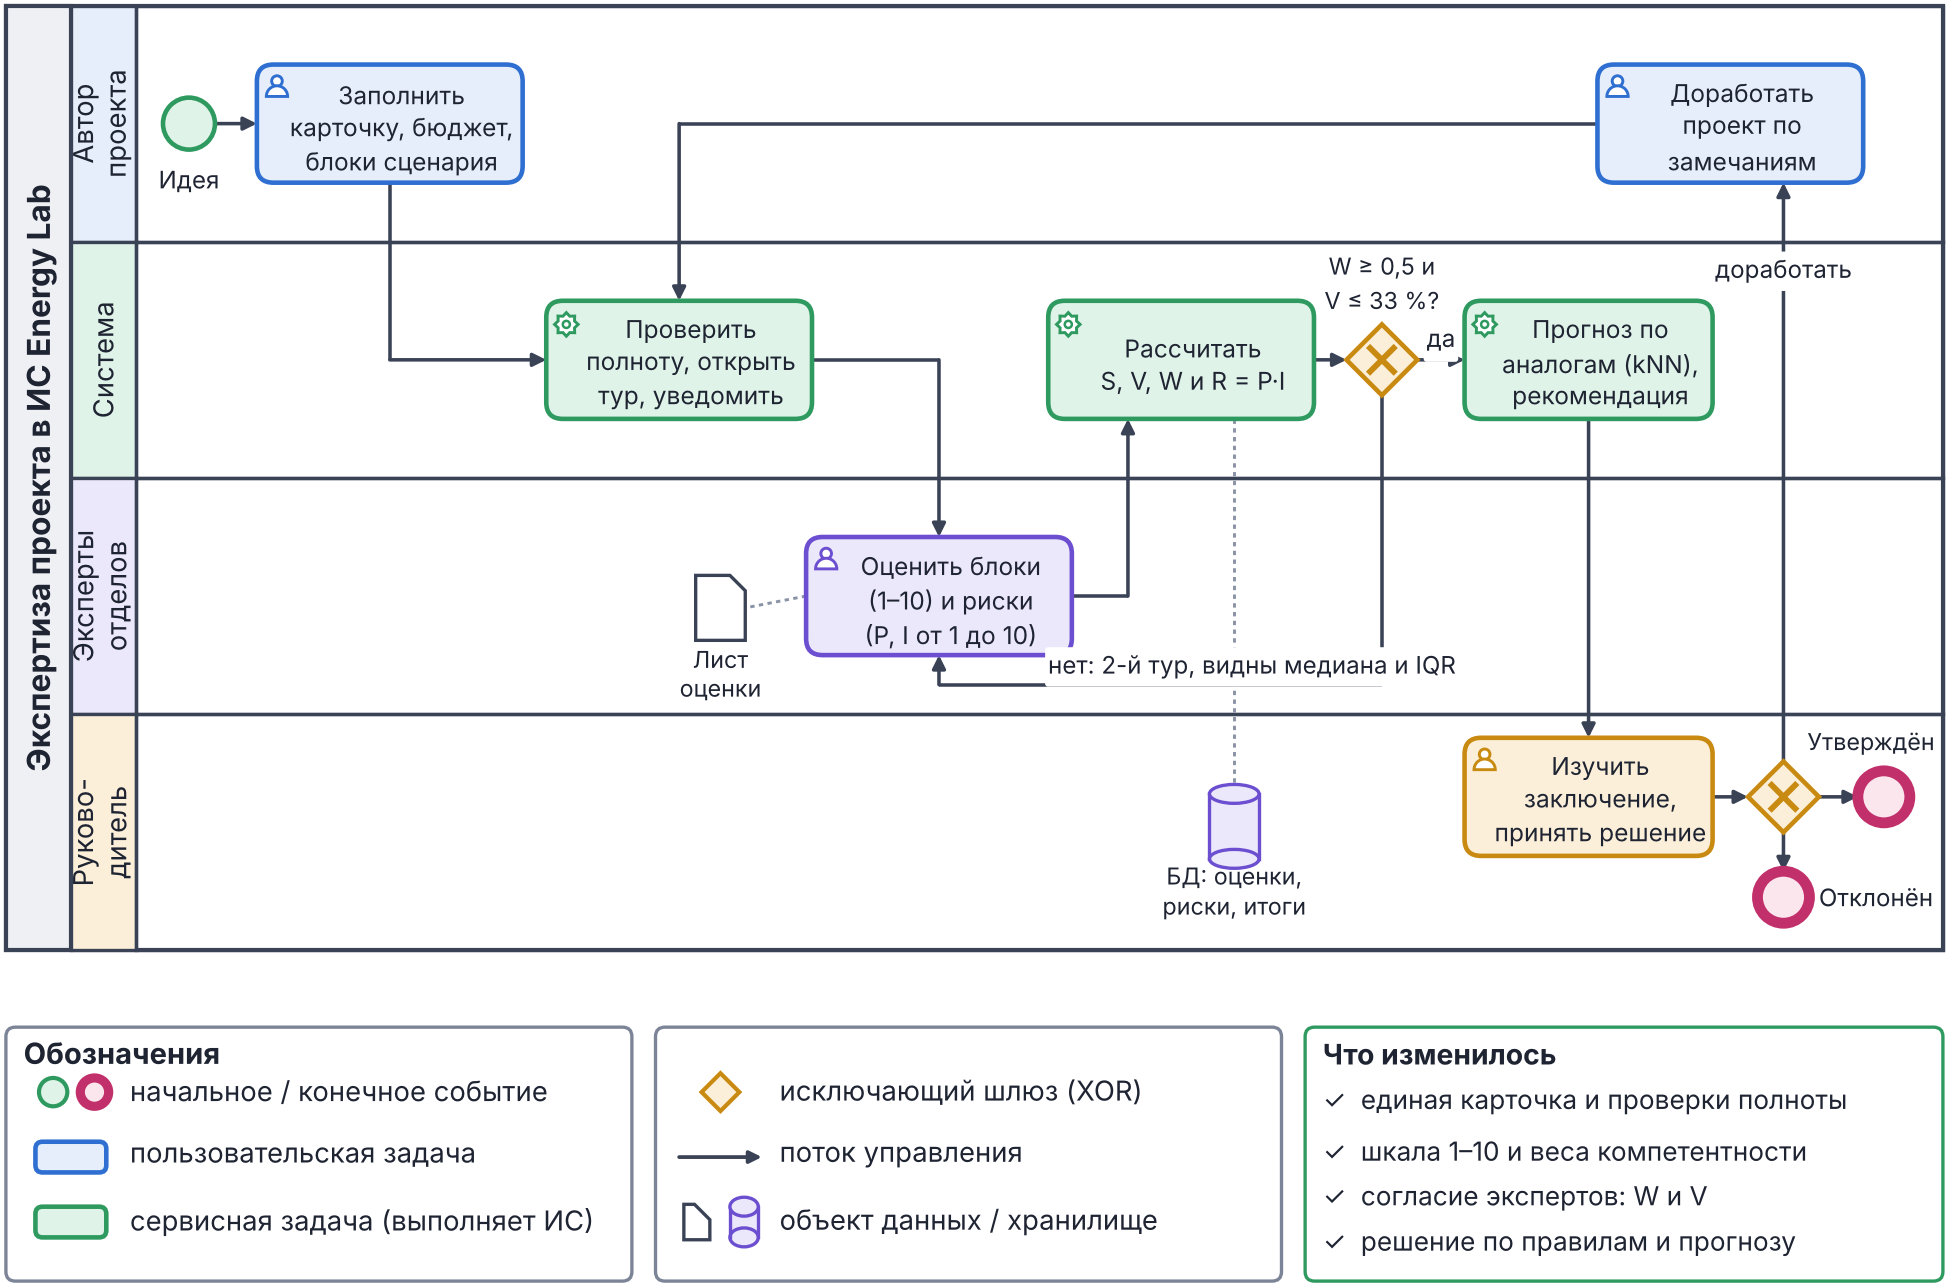 Экспертиза проекта в ИС Energy Lab
Автор
проекта
Идея
Заполнить
карточку, бюджет,
блоки сценария
Доработать
проект по
замечаниям
Система
Проверить
полноту, открыть
тур, уведомить
Рассчитать
S, V, W и R = P·I
W ≥ 0,5 и
V ≤ 33 %?
да
Прогноз по
аналогам (kNN),
рекомендация
доработать
Эксперты
отделов
Лист
оценки
Оценить блоки
(1–10) и риски
(P, I от 1 до 10)
нет: 2-й тур, видны медиана и IQR
Руково-
дитель
БД: оценки,
риски, итоги
Изучить
заключение,
принять решение
Утверждён
Отклонён
Обозначения
начальное / конечное событие
пользовательская задача
сервисная задача (выполняет ИС)
исключающий шлюз (XOR)
поток управления
объект данных / хранилище
Что изменилось
✓ единая карточка и проверки полноты
✓ шкала 1–10 и веса компетентности
✓ согласие экспертов: W и V
✓ решение по правилам и прогнозу